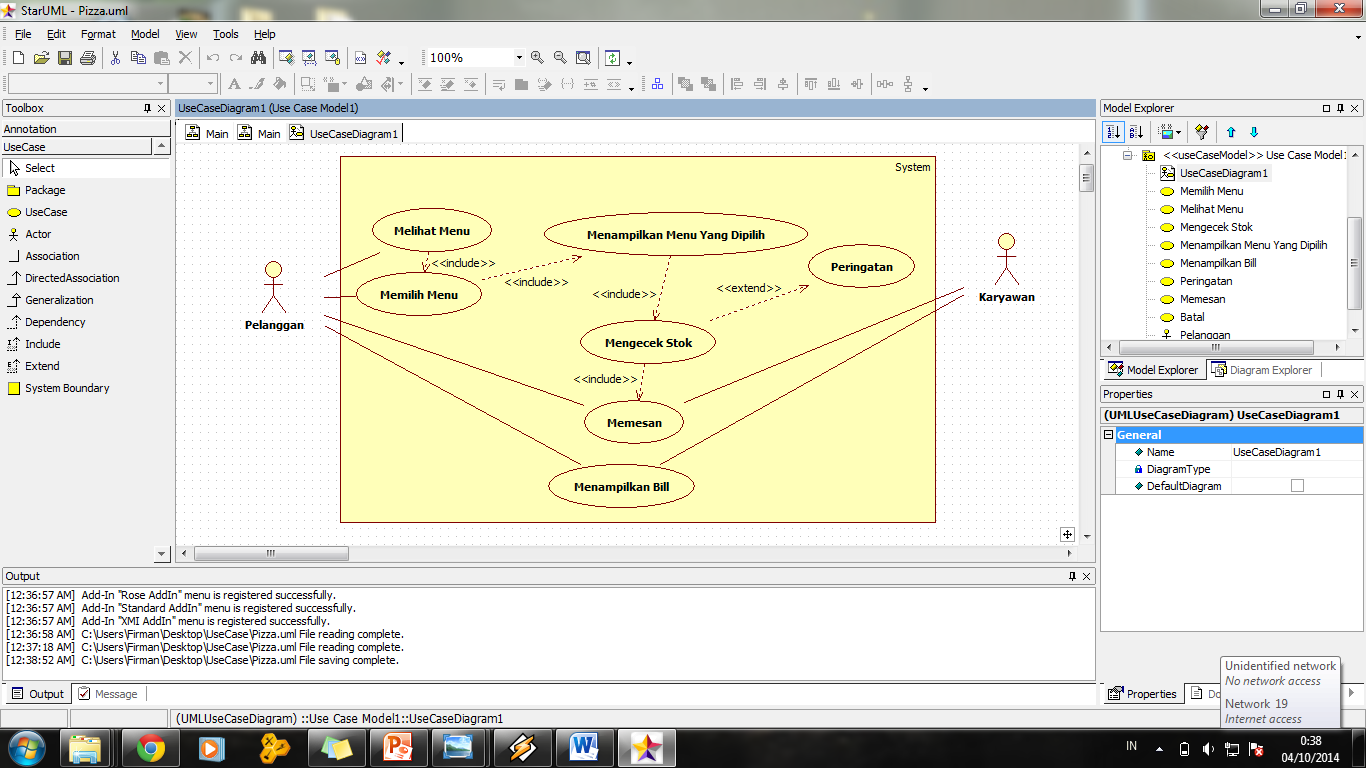 StarUML - Pizza.uml
File Edit Format Model View Tools Help
100%
Toolbox
Annotation
UseCase
Select
Package
UseCase
Actor
Association
DirectedAssociation
Generalization
Dependency
Include
Extend
System Boundary
UseCaseDiagram1 (Use Case Model1)
Main Main UseCaseDiagram1
System
Melihat Menu
Menampilkan Menu Yang Dipilih
<<include>>
Peringatan
Memilih Menu
<<include>>
<<include>>
<<extend>>
Pelanggan
Karyawan
Mengecek Stok
<<include>>
Memesan
Menampilkan Bill
Model Explorer
<<useCaseModel>> Use Case Model1
UseCaseDiagram1
Memilih Menu
Melihat Menu
Mengecek Stok
Menampilkan Menu Yang Dipilih
Menampilkan Bill
Peringatan
Memesan
Batal
Pelanggan
Model Explorer Diagram Explorer
Properties
(UMLUseCaseDiagram) UseCaseDiagram1
General
Name UseCaseDiagram1
DiagramType
DefaultDiagram
Output
[12:36:57 AM] Add-In "Rose AddIn" menu is registered successfully.
[12:36:57 AM] Add-In "Standard AddIn" menu is registered successfully.
[12:36:57 AM] Add-In "XMI AddIn" menu is registered successfully.
[12:36:58 AM] C:\Users\Firman\Desktop\UseCase\Pizza.uml File reading complete.
[12:37:18 AM] C:\Users\Firman\Desktop\UseCase\Pizza.uml File reading complete.
[12:38:52 AM] C:\Users\Firman\Desktop\UseCase\Pizza.uml File saving complete.
Output Message
Properties Do
Unidentified network
No network access
Network 19
Internet access
(UMLUseCaseDiagram) ::Use Case Model1::UseCaseDiagram1
IN
0:38
04/10/2014